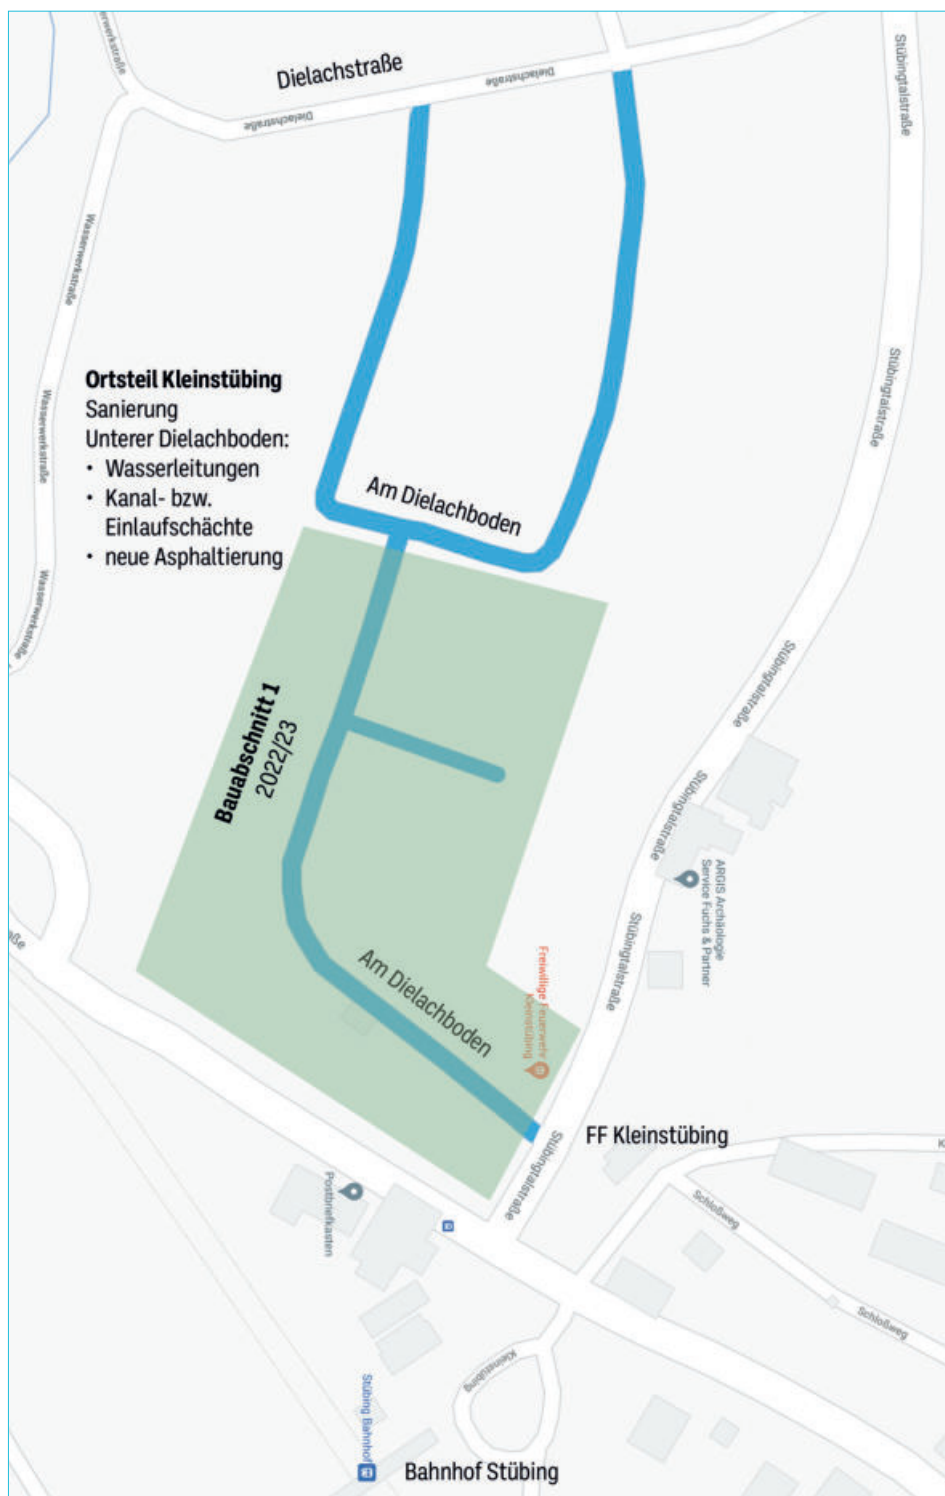 erwerkstraße
Dielachstraße
Dielachstraße
Dielachstraße
Stübingtalstraße
Wasserwerkstraße
Ortsteil Kleinstübing
Sanierung
Unterer Dielachboden:
• Wasserleitungen
• Kanal- bzw.
Einlaufschächte
• neue Asphaltierung
Stübingtalstraße
Wasserwerkstraße
Am Dielachboden
Wasserwerkstraße
Stübingtalstraße
Bauabschnitt 1
2022/23
Stübingtalstraße
ARGIS Archäologie
Service Fuchs & Partner
Stübingtalstraße
aße
Am Dielachboden
Freiwillige Feuerwehr
Kleinstübing
FF Kleinstübing
Stübingtalstraße
K
Postbriefkasten
Schloßweg
Schloßweg
Kleinstübing
Stübing Bahnhof
Bahnhof Stübing